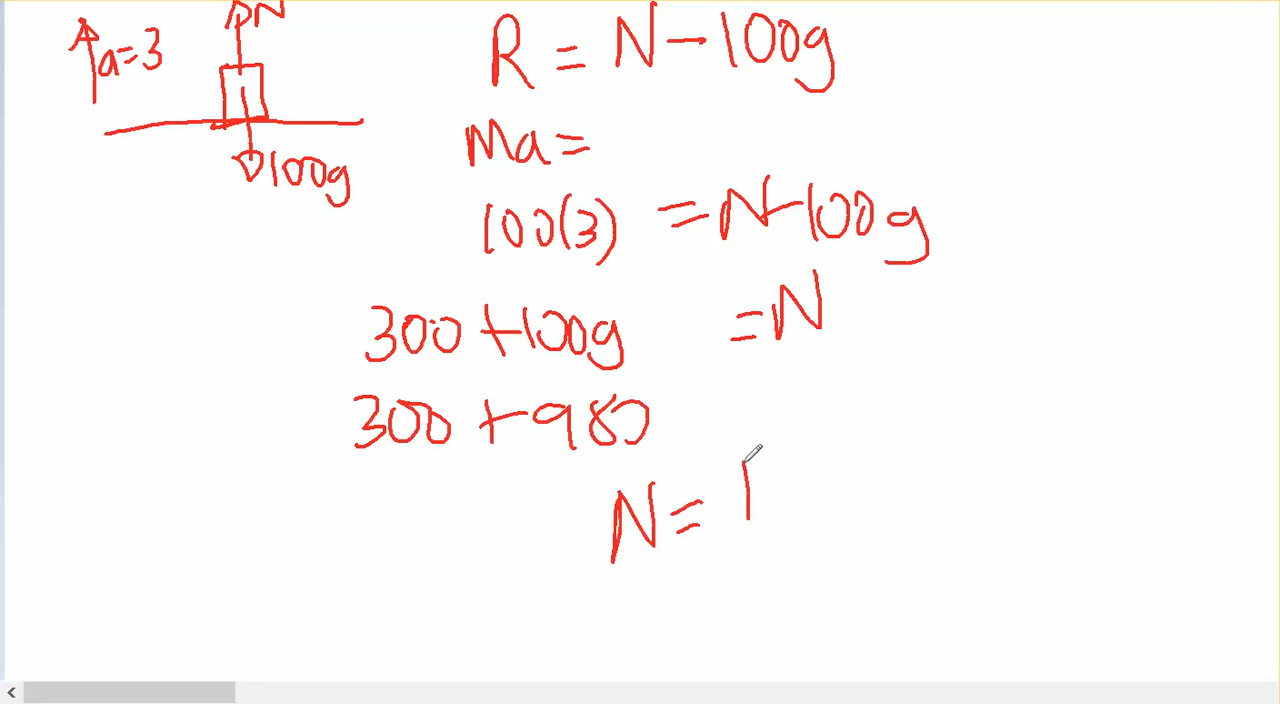 N
a=3
100g
R = N - 100g
Ma =
100(3) = N - 100g
300 + 100g = N
300 + 980
N = 1